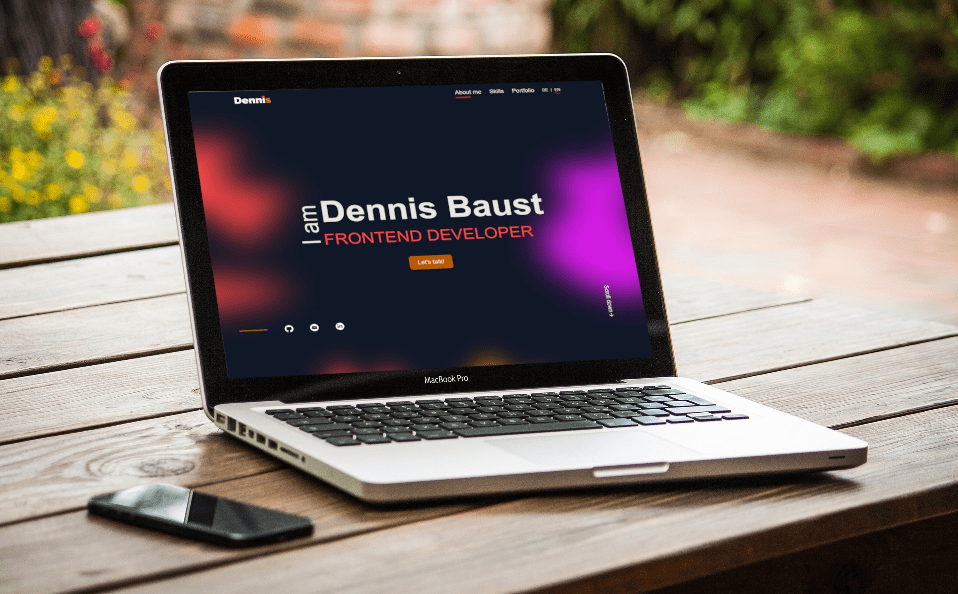 Dennis
About me Skills Portfolio DE | EN
I am
Dennis Baust
FRONTEND DEVELOPER
Let's talk!
Scroll down
MacBook Pro